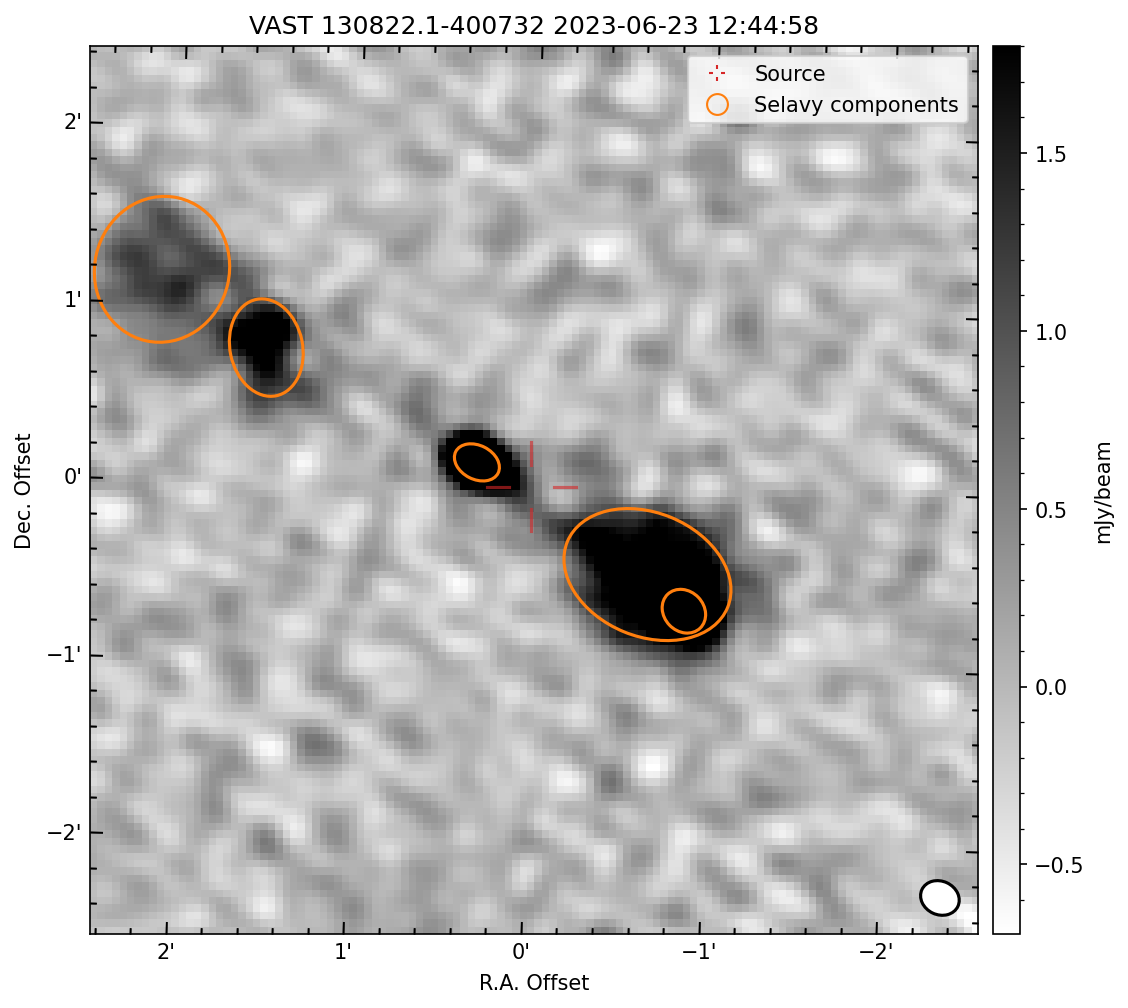 VAST 130822.1-400732 2023-06-23 12:44:58
Source
Selavy components
2'
1'
0'
−1'
−2'
Dec. Offset
2'
1'
0'
−1'
−2'
R.A. Offset
1.5
1.0
0.5
0.0
−0.5
mJy/beam